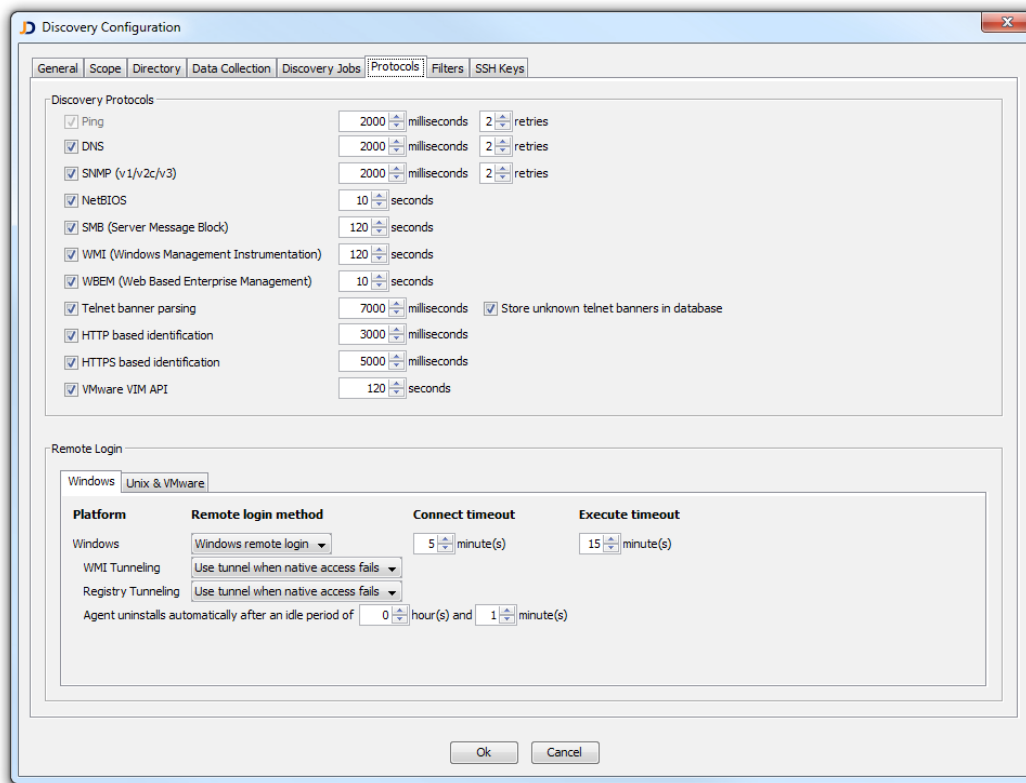 JD Discovery Configuration X
General Scope Directory Data Collection Discovery Jobs Protocols Filters SSH Keys
Discovery Protocols
Ping 2000 milliseconds 2 retries
DNS 2000 milliseconds 2 retries
SNMP (v1/v2c/v3) 2000 milliseconds 2 retries
NetBIOS 10 seconds
SMB (Server Message Block) 120 seconds
WMI (Windows Management Instrumentation) 120 seconds
WBEM (Web Based Enterprise Management) 10 seconds
Telnet banner parsing 7000 milliseconds Store unknown telnet banners in database
HTTP based identification 3000 milliseconds
HTTPS based identification 5000 milliseconds
VMware VIM API 120 seconds
Remote Login
Windows Unix & VMware
Platform Remote login method Connect timeout Execute timeout
Windows Windows remote login 5 minute(s) 15 minute(s)
WMI Tunneling Use tunnel when native access fails
Registry Tunneling Use tunnel when native access fails
Agent uninstalls automatically after an idle period of 0 hour(s) and 1 minute(s)
Ok Cancel